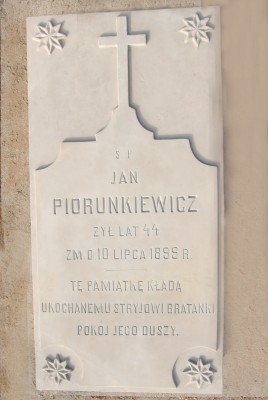 S P
JAN
PIORUNKIEWICZ
ŻYŁ LAT 44
ZM D 10 LIPCA 1899 R.
TĘ PAMIĄTKĘ KŁADĄ
UKOCHANEMU STRYJOWI BRATANKI
POKÓJ JEGO DUSZY.